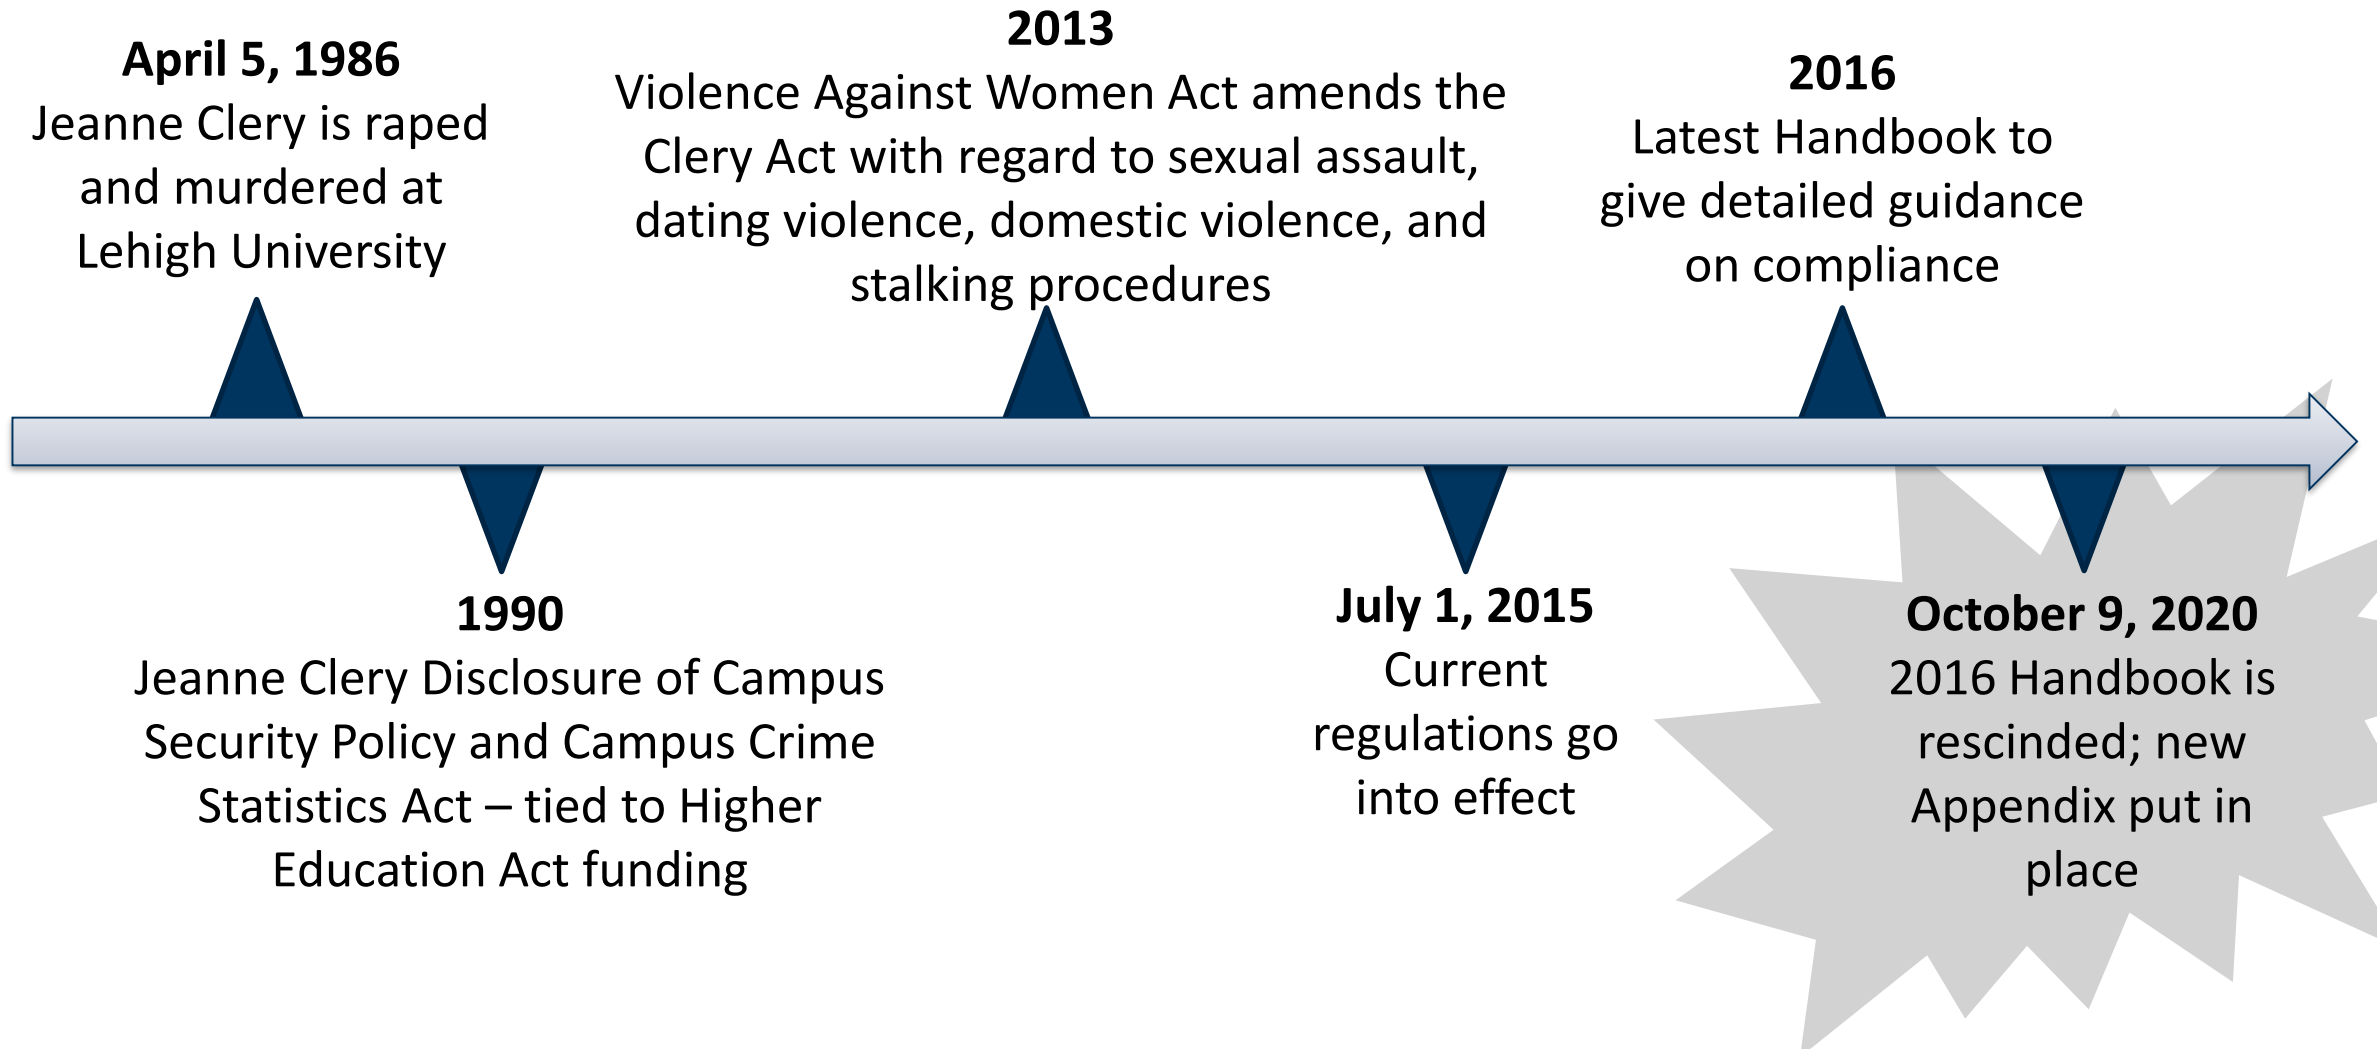 April 5, 1986
Jeanne Clery is raped
and murdered at
Lehigh University
1990
Jeanne Clery Disclosure of Campus
Security Policy and Campus Crime
Statistics Act – tied to Higher
Education Act funding
2013
Violence Against Women Act amends the
Clery Act with regard to sexual assault,
dating violence, domestic violence, and
stalking procedures
July 1, 2015
Current
regulations go
into effect
2016
Latest Handbook to
give detailed guidance
on compliance
October 9, 2020
2016 Handbook is
rescinded; new
Appendix put in
place